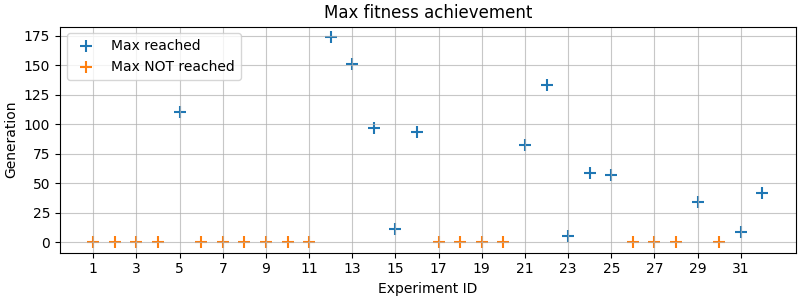 Max fitness achievement
Max reached
Max NOT reached
Generation
175
150
125
100
75
50
25
0
1 3 5 7 9 11 13 15 17 19 21 23 25 27 29 31
Experiment ID